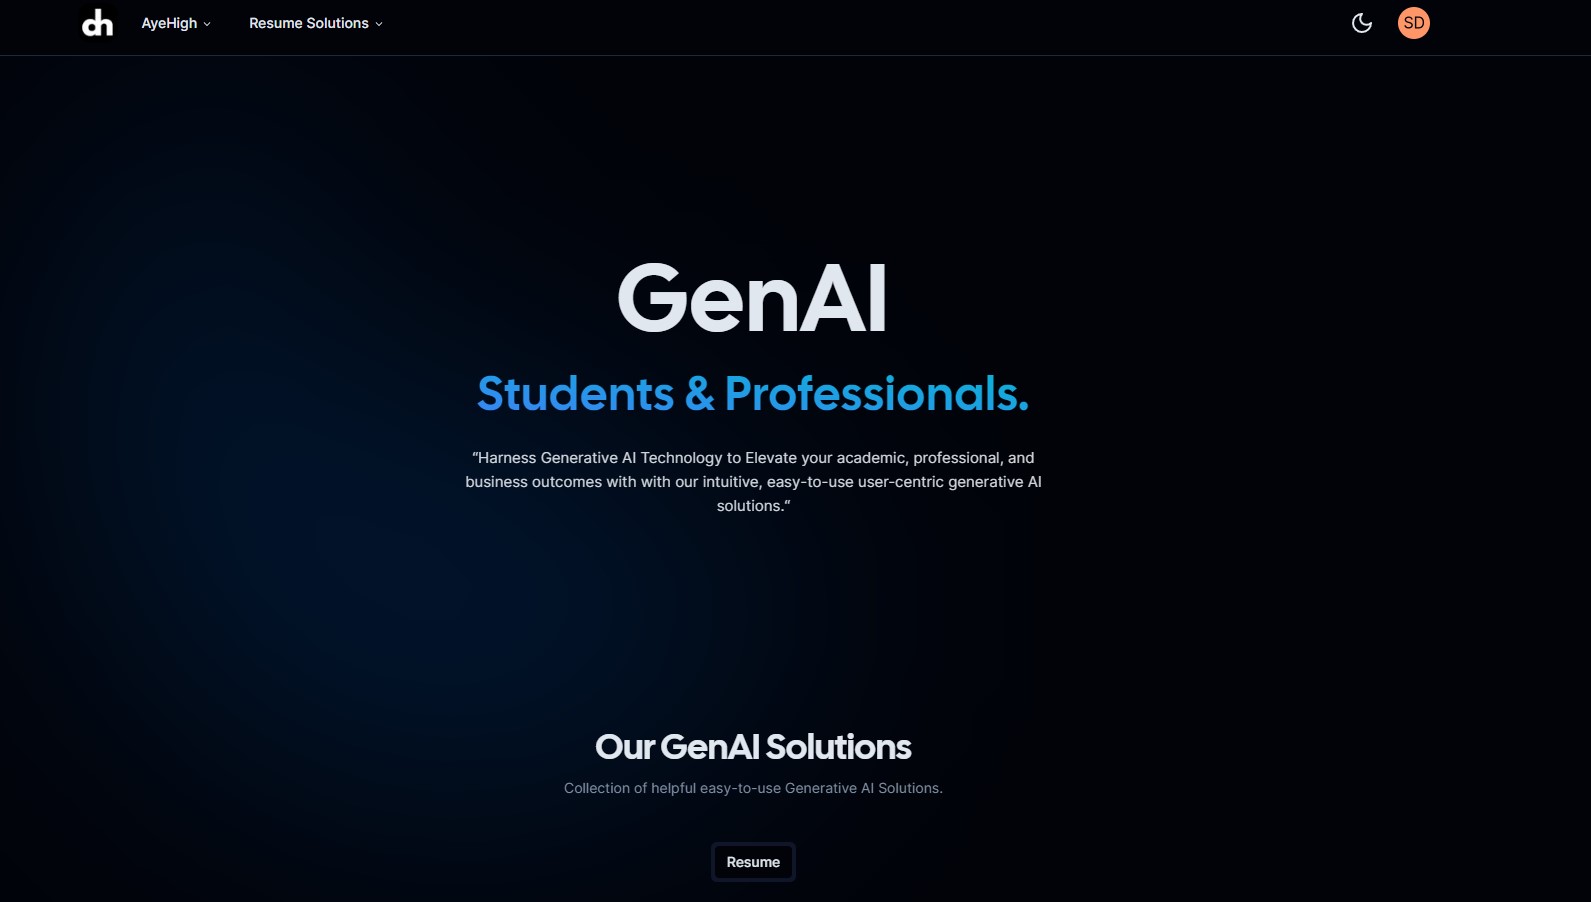 dh
AyeHigh
Resume Solutions
SD
GenAI
Students & Professionals.
“Harness Generative AI Technology to Elevate your academic, professional, and
business outcomes with with our intuitive, easy-to-use user-centric generative AI
solutions.“
Our GenAI Solutions
Collection of helpful easy-to-use Generative AI Solutions.
Resume